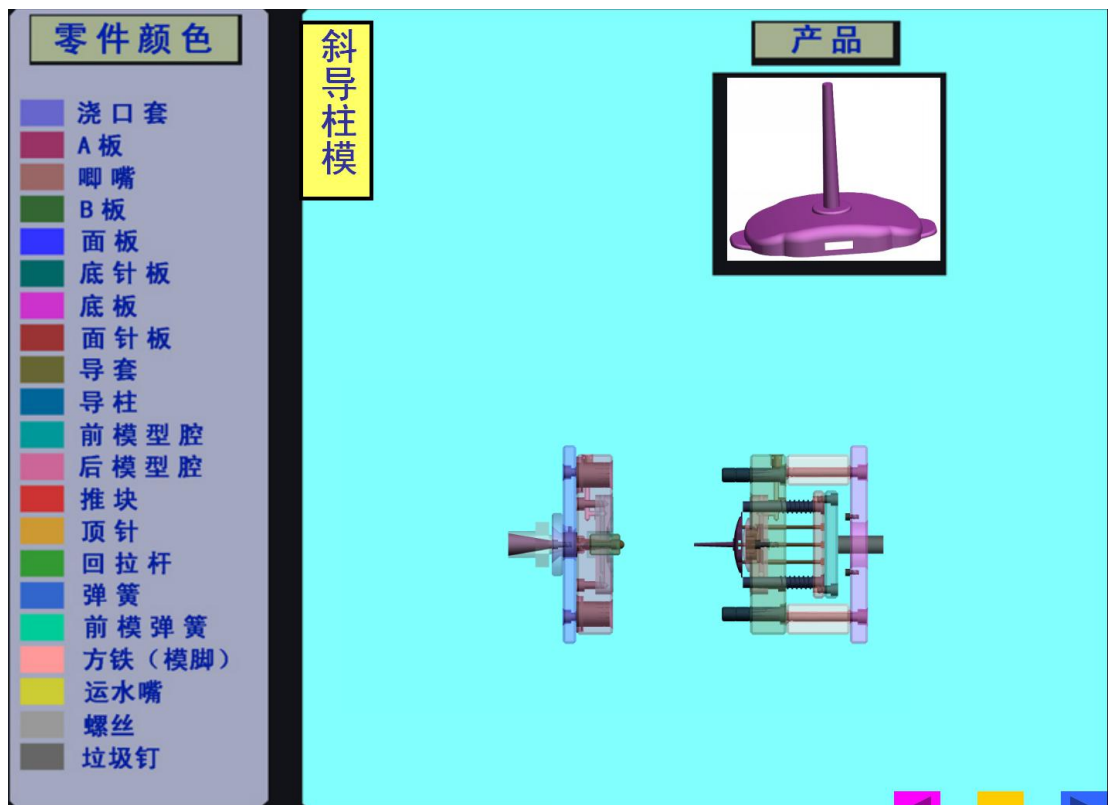 零件颜色
浇口套
A板
唧嘴
B板
面板
底针板
底板
面针板
导套
导柱
前模型腔
后模型腔
推块
顶针
回拉杆
弹簧
前模弹簧
方铁（模脚）
运水嘴
螺丝
垃圾钉
斜导柱模
产品